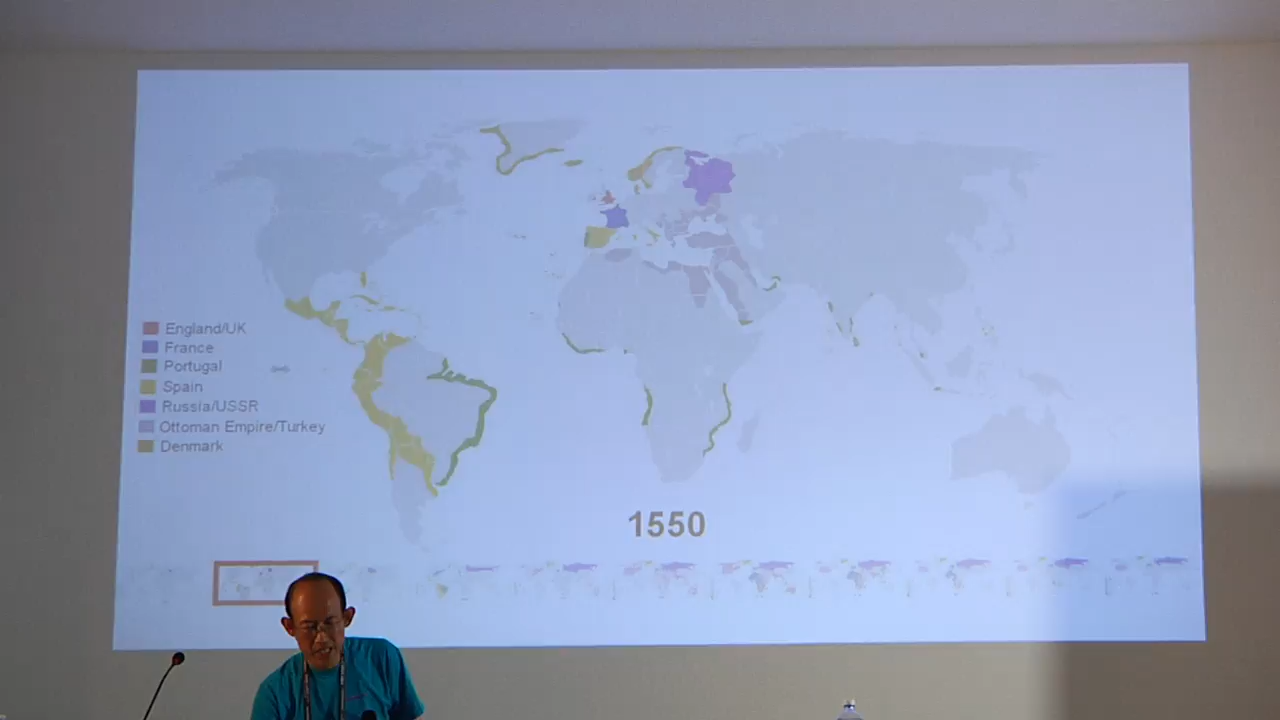 England/UK
France
Portugal
Spain
Russia/USSR
Ottoman Empire/Turkey
Denmark
1550